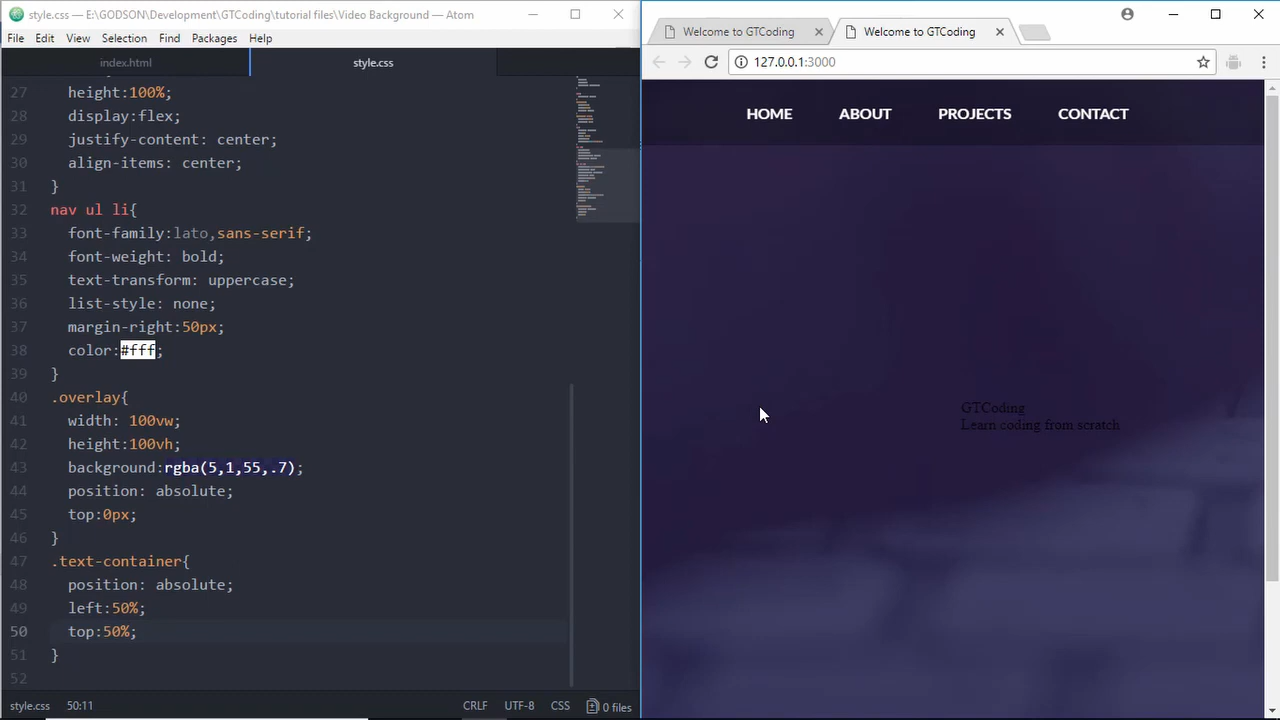 style.css — E:\GODSON\Development\GTCoding\tutorial files\Video Background — Atom
File Edit View Selection Find Packages Help
index.html style.css
27 height:100%;
28 display:flex;
29 justify-content: center;
30 align-items: center;
31 }
32 nav ul li{
33 font-family:lato,sans-serif;
34 font-weight: bold;
35 text-transform: uppercase;
36 list-style: none;
37 margin-right:50px;
38 color:#fff;
39 }
40 .overlay{
41 width: 100vw;
42 height:100vh;
43 background:rgba(5,1,55,.7);
44 position: absolute;
45 top:0px;
46 }
47 .text-container{
48 position: absolute;
49 left:50%;
50 top:50%;
51 }
52
style.css 50:11 CRLF UTF-8 CSS 0 files
Welcome to GTCoding Welcome to GTCoding
127.0.0.1:3000
HOME ABOUT PROJECTS CONTACT
GTCoding
Learn coding from scratch